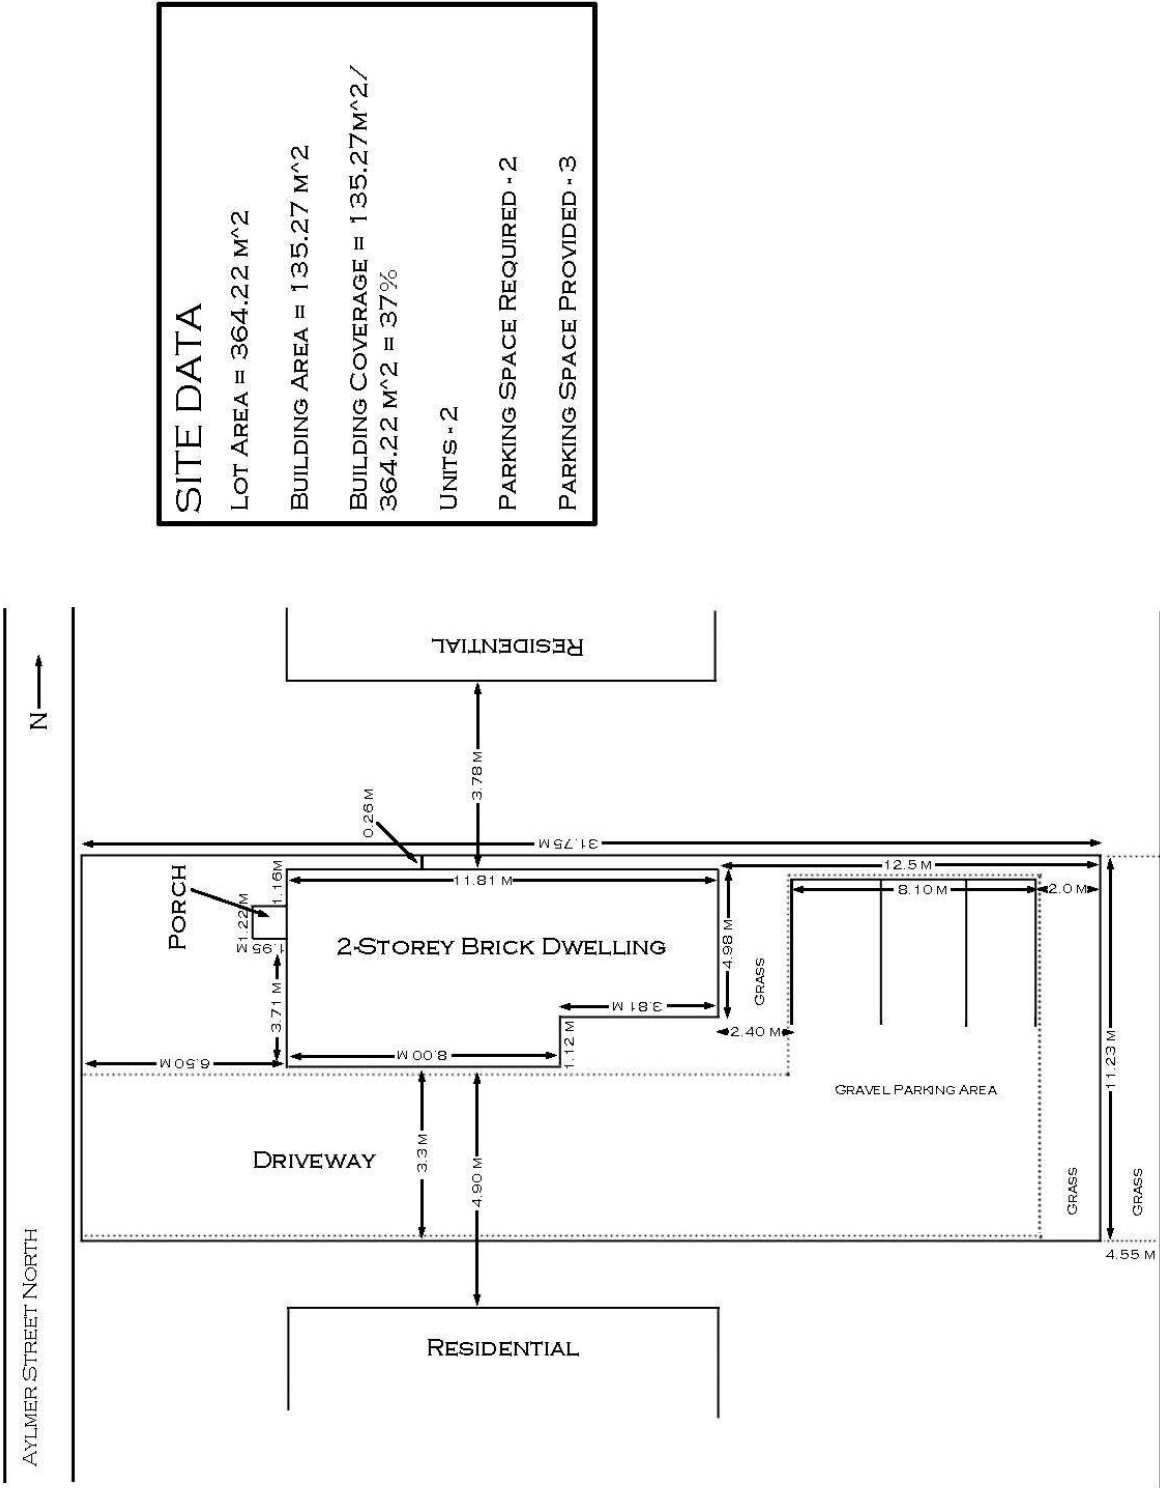 SITE DATA
LOT AREA = 364.22 M^2
BUILDING AREA = 135.27 M^2
BUILDING COVERAGE = 135.27M^2/
364.22 M^2 = 37%
UNITS - 2
PARKING SPACE REQUIRED - 2
PARKING SPACE PROVIDED - 3
AYLMER STREET NORTH
N
RESIDENTIAL
3.78 M
0.26 M
31.75M
PORCH
1.16M
1.22 M
1.95 M
3.71 M
6.50 M
11.81 M
2-STOREY BRICK DWELLING
4.98 M
3.81 M
8.00 M
1.12 M
12.5 M
8.10 M
2.0 M
GRASS
2.40 M
GRAVEL PARKING AREA
11.23 M
DRIVEWAY
3.3 M
4.90 M
GRASS
GRASS
4.55 M
RESIDENTIAL